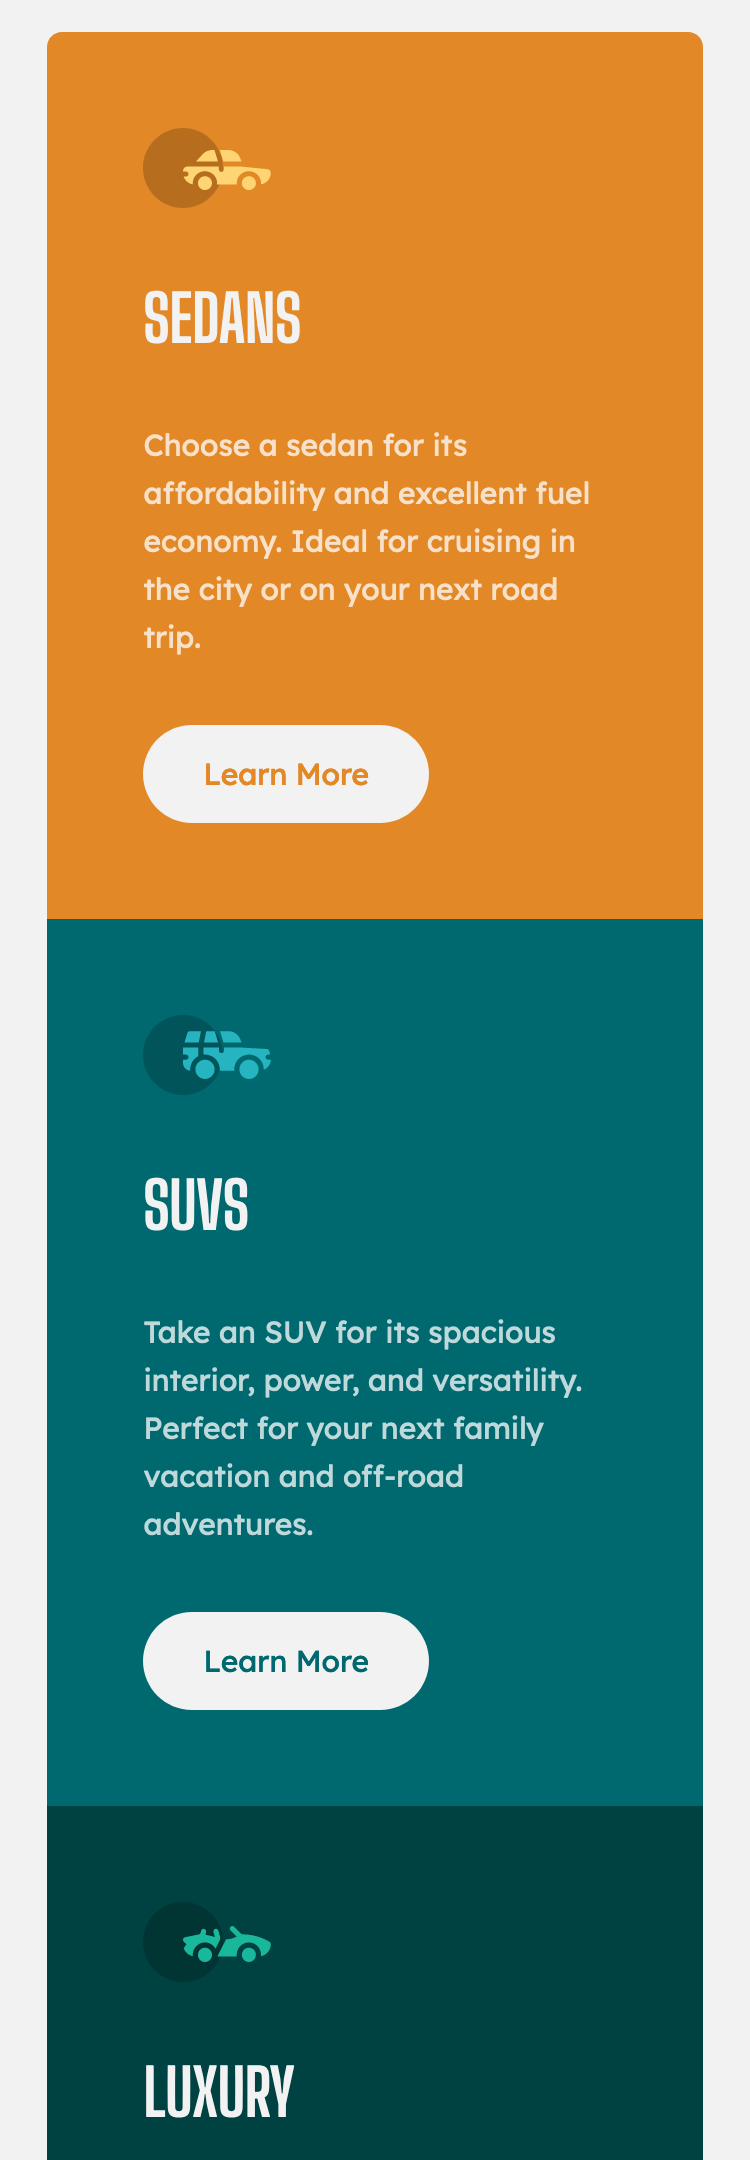 SEDANS
Choose a sedan for its
affordability and excellent fuel
economy. Ideal for cruising in
the city or on your next road
trip.
Learn More
SUVS
Take an SUV for its spacious
interior, power, and versatility.
Perfect for your next family
vacation and off-road
adventures.
Learn More
LUXURY